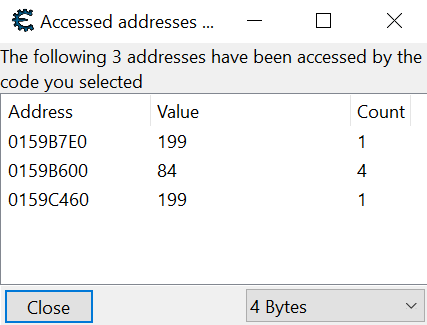 Accessed addresses ...
The following 3 addresses have been accessed by the
code you selected
Address Value Count
0159B7E0 199 1
0159B600 84 4
0159C460 199 1
Close 4 Bytes